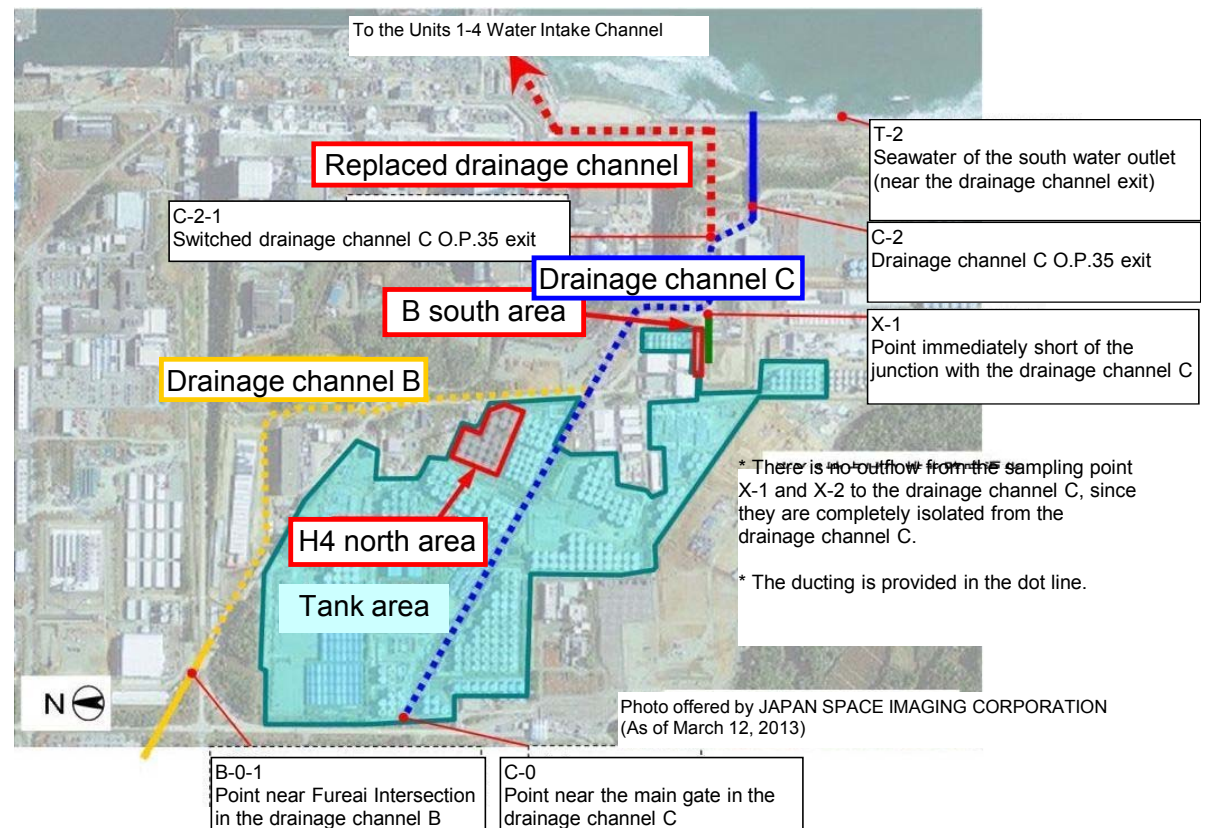 To the Units 1-4 Water Intake Channel
T-2
Seawater of the south water outlet
(near the drainage channel exit)
Replaced drainage channel
C-2-1
Switched drainage channel C O.P.35 exit
C-2
Drainage channel C O.P.35 exit
Drainage channel C
B south area
X-1
Point immediately short of the
junction with the drainage channel C
Drainage channel B
* There is no outflow from the sampling point
X-1 and X-2 to the drainage channel C, since
they are completely isolated from the
drainage channel C.
H4 north area
* The ducting is provided in the dot line.
Tank area
N
Photo offered by JAPAN SPACE IMAGING CORPORATION
(As of March 12, 2013)
B-0-1
Point near Fureai Intersection
in the drainage channel B
C-0
Point near the main gate in the
drainage channel C